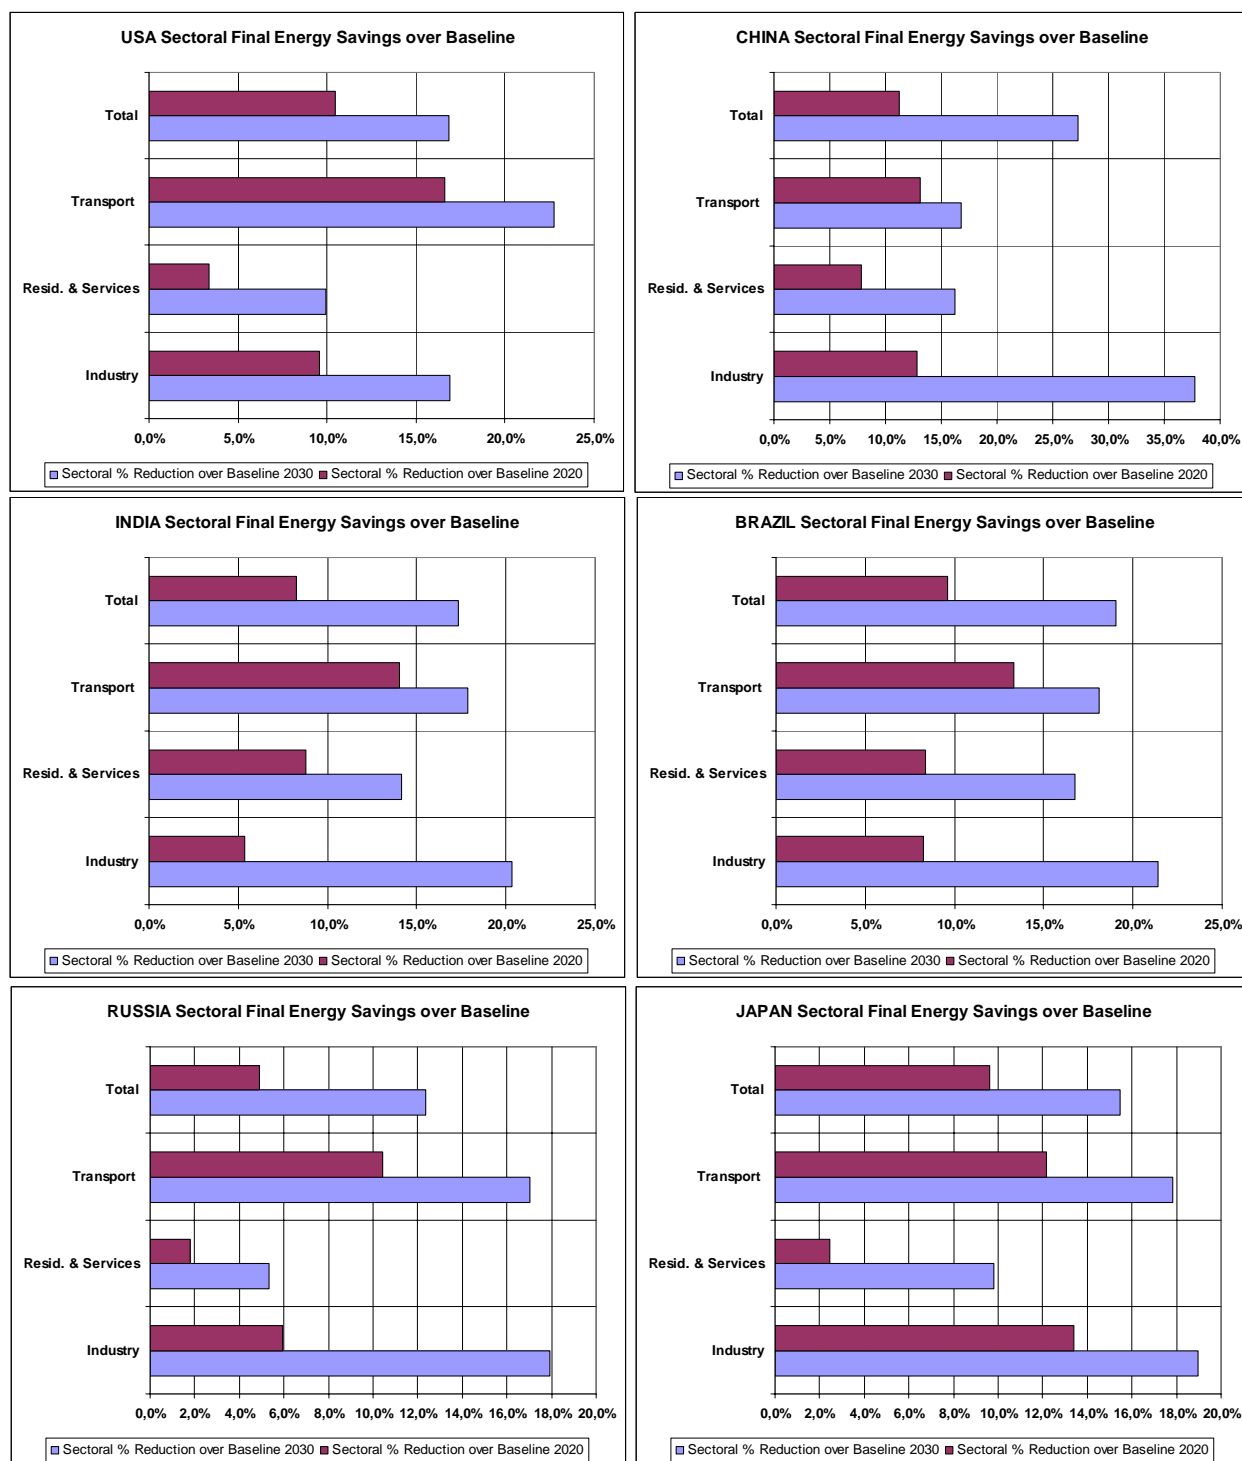 USA Sectoral Final Energy Savings over Baseline
Total
Transport
Resid. & Services
Industry
0,0% 5,0% 10,0% 15,0% 20,0% 25,0%
Sectoral % Reduction over Baseline 2030 Sectoral % Reduction over Baseline 2020
CHINA Sectoral Final Energy Savings over Baseline
Total
Transport
Resid. & Services
Industry
0,0% 5,0% 10,0% 15,0% 20,0% 25,0% 30,0% 35,0% 40,0%
Sectoral % Reduction over Baseline 2030 Sectoral % Reduction over Baseline 2020
INDIA Sectoral Final Energy Savings over Baseline
Total
Transport
Resid. & Services
Industry
0,0% 5,0% 10,0% 15,0% 20,0% 25,0%
Sectoral % Reduction over Baseline 2030 Sectoral % Reduction over Baseline 2020
BRAZIL Sectoral Final Energy Savings over Baseline
Total
Transport
Resid. & Services
Industry
0,0% 5,0% 10,0% 15,0% 20,0% 25,0%
Sectoral % Reduction over Baseline 2030 Sectoral % Reduction over Baseline 2020
RUSSIA Sectoral Final Energy Savings over Baseline
Total
Transport
Resid. & Services
Industry
0,0% 2,0% 4,0% 6,0% 8,0% 10,0% 12,0% 14,0% 16,0% 18,0% 20,0%
Sectoral % Reduction over Baseline 2030 Sectoral % Reduction over Baseline 2020
JAPAN Sectoral Final Energy Savings over Baseline
Total
Transport
Resid. & Services
Industry
0,0% 2,0% 4,0% 6,0% 8,0% 10,0% 12,0% 14,0% 16,0% 18,0% 20,0%
Sectoral % Reduction over Baseline 2030 Sectoral % Reduction over Baseline 2020